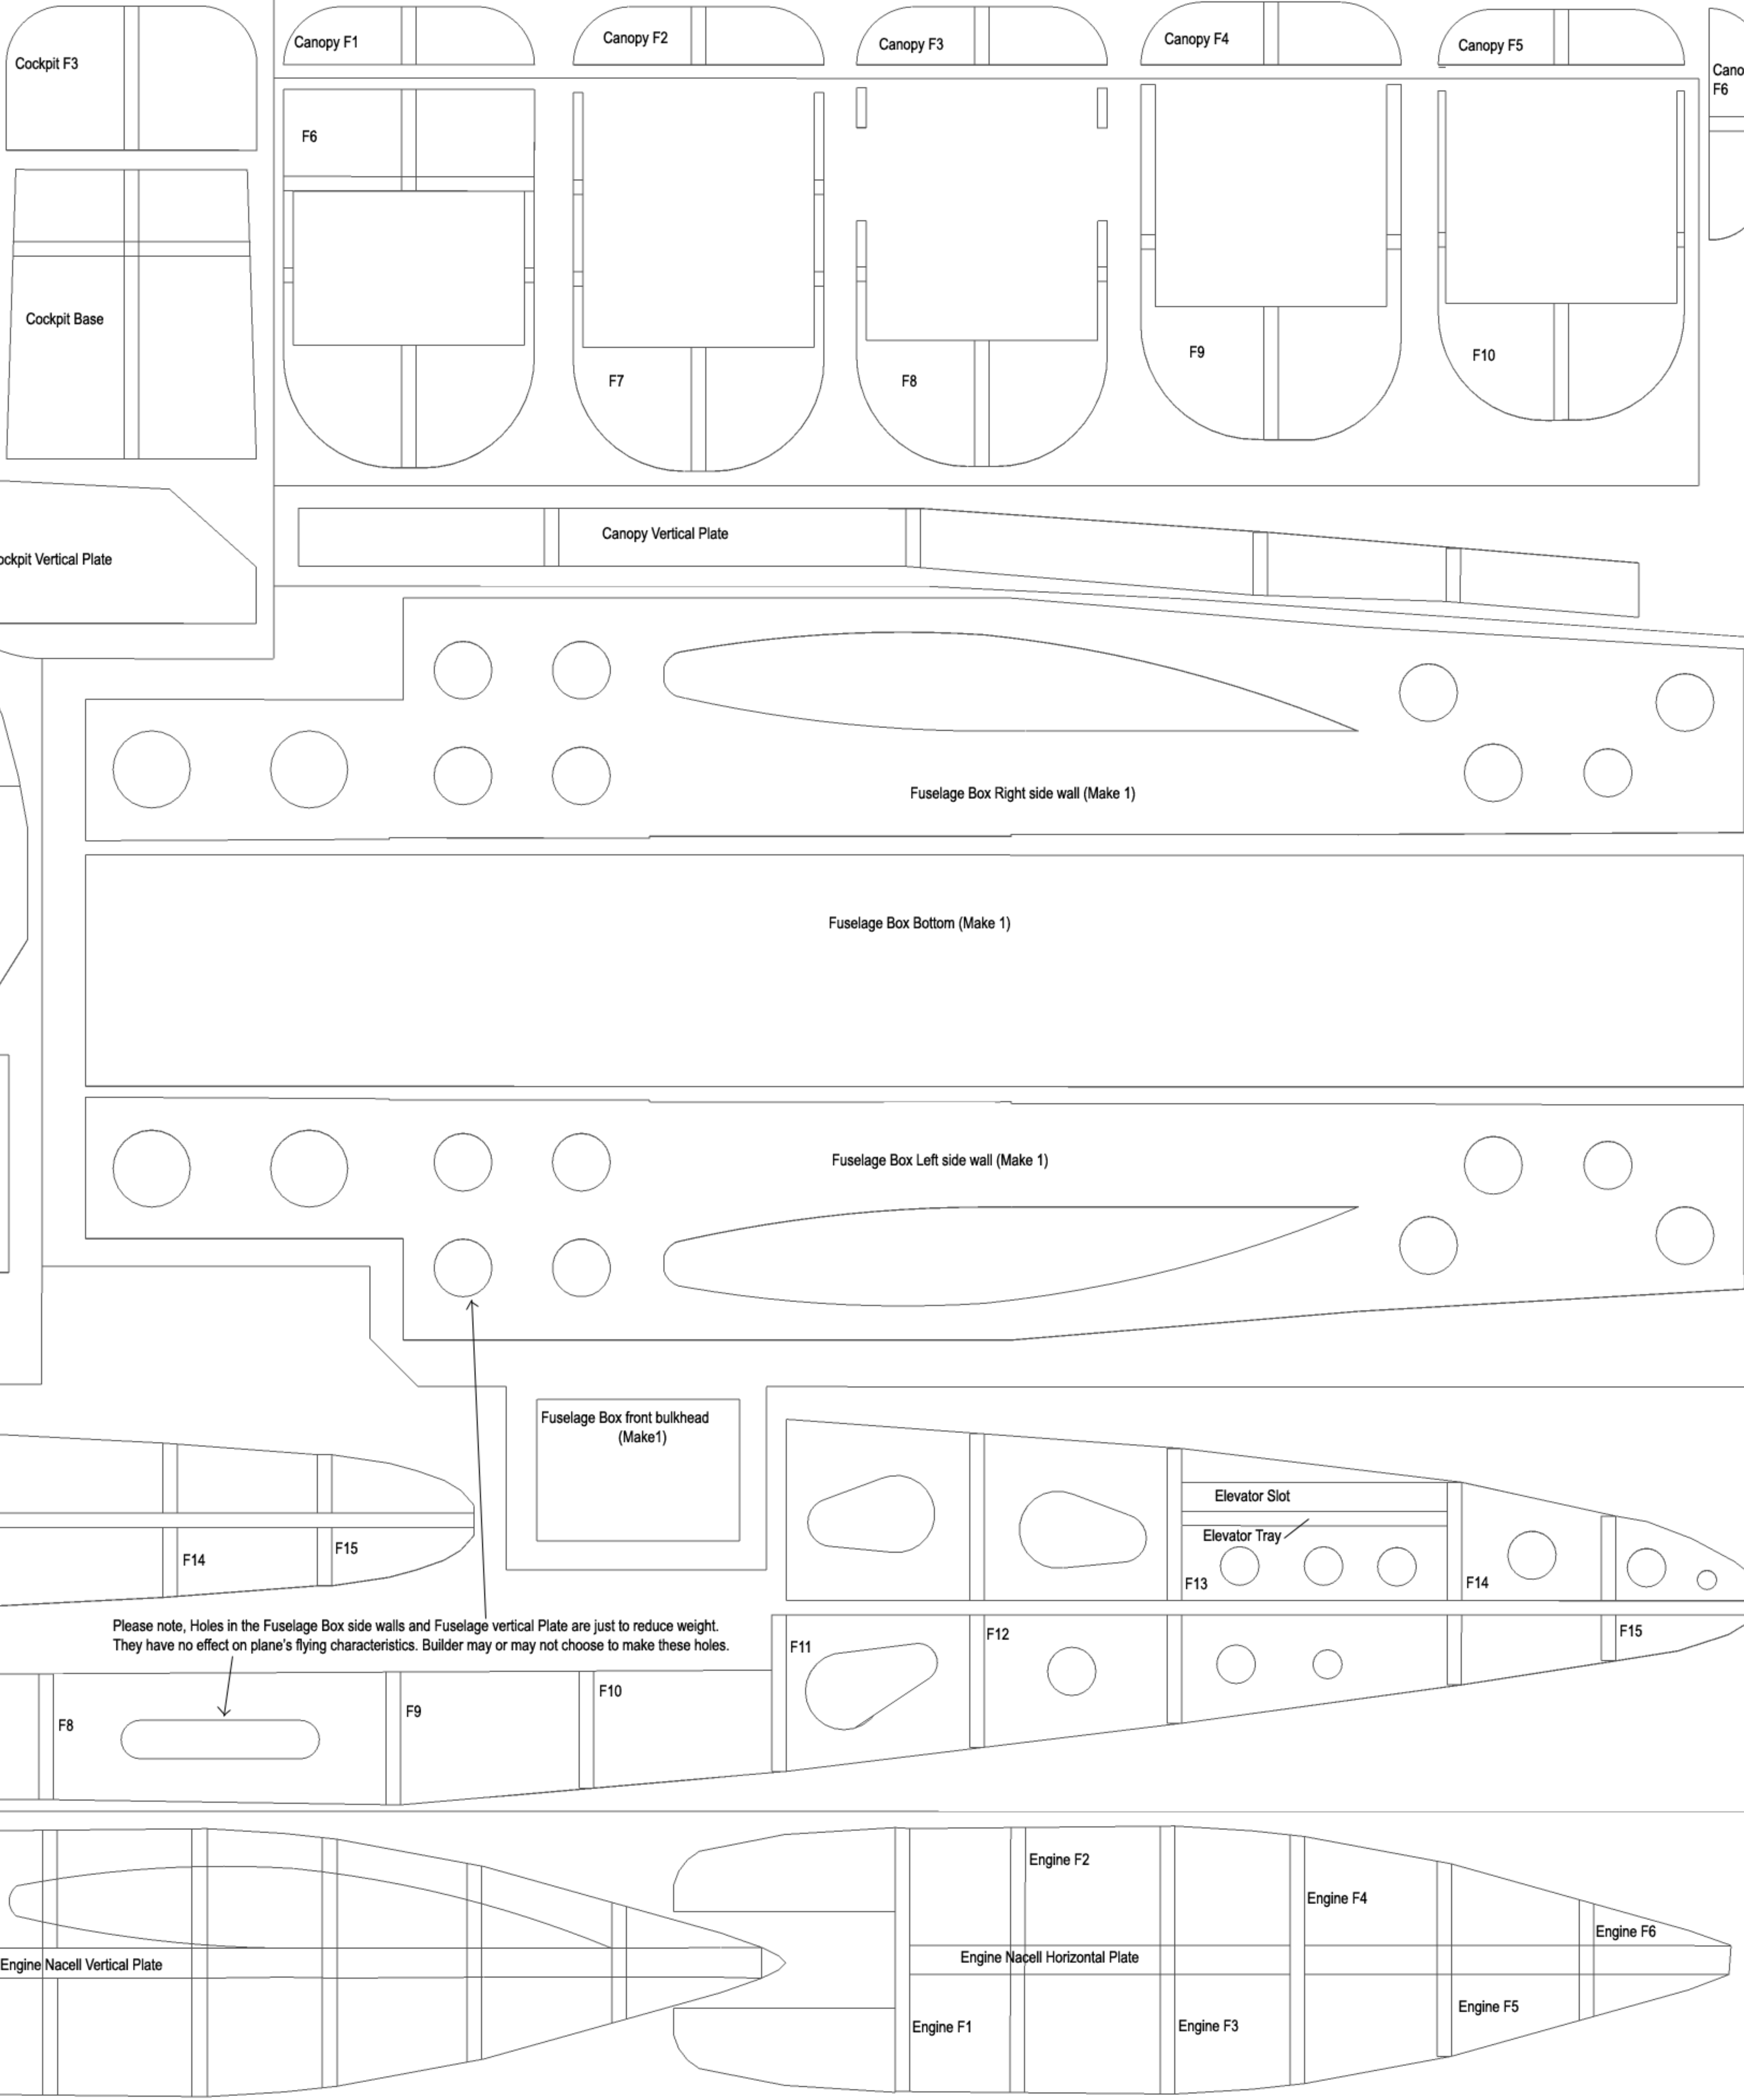 Canopy F1
Canopy F2
Canopy F3
Canopy F4
Canopy F5
Cockpit F3
Cano
F6
F6
Cockpit Base
F7
F8
F9
F10
Canopy Vertical Plate
ockpit Vertical Plate
Fuselage Box Right side wall (Make 1)
Fuselage Box Bottom (Make 1)
Fuselage Box Left side wall (Make 1)
Fuselage Box front bulkhead
(Make1)
Elevator Slot
Elevator Tray
F14
F15
F13
F14
Please note, Holes in the Fuselage Box side walls and Fuselage vertical Plate are just to reduce weight.
They have no effect on plane's flying characteristics. Builder may or may not choose to make these holes.
F11
F12
F15
F8
F9
F10
Engine F2
Engine F4
Engine F6
Engine Nacell Vertical Plate
Engine Nacell Horizontal Plate
Engine F1
Engine F3
Engine F5